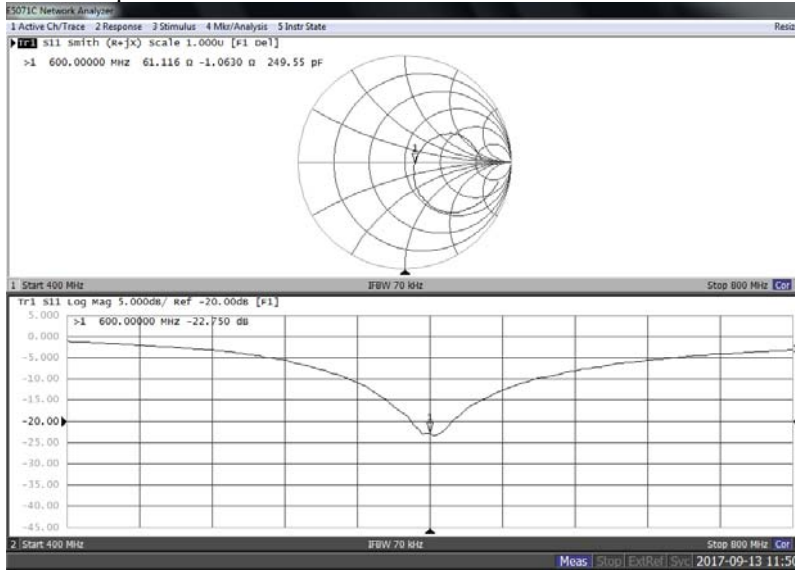 E5071C Network Analyzer
1 Active Ch/Trace 2 Response 3 Stimulus 4 Mkr/Analysis 5 Instr State
Tr1 S11 Smith (R+jX) Scale 1.000U [F1 Del]
>1 600.00000 MHz 61.116 Ω -1.0630 Ω 249.55 pF
1
1 Start 400 MHz IFBW 70 kHz Stop 800 MHz Cor
Tr1 S11 Log Mag 5.000dB/ Ref -20.00dB [F1]
5.000
>1 600.00000 MHz -22.750 dB
0.000
-5.000
-10.00
-15.00
-20.00
1
-25.00
-30.00
-35.00
-40.00
-45.00
2 Start 400 MHz IFBW 70 kHz Stop 800 MHz Cor
Meas Stop ExtRef Svc 2017-09-13 11:50